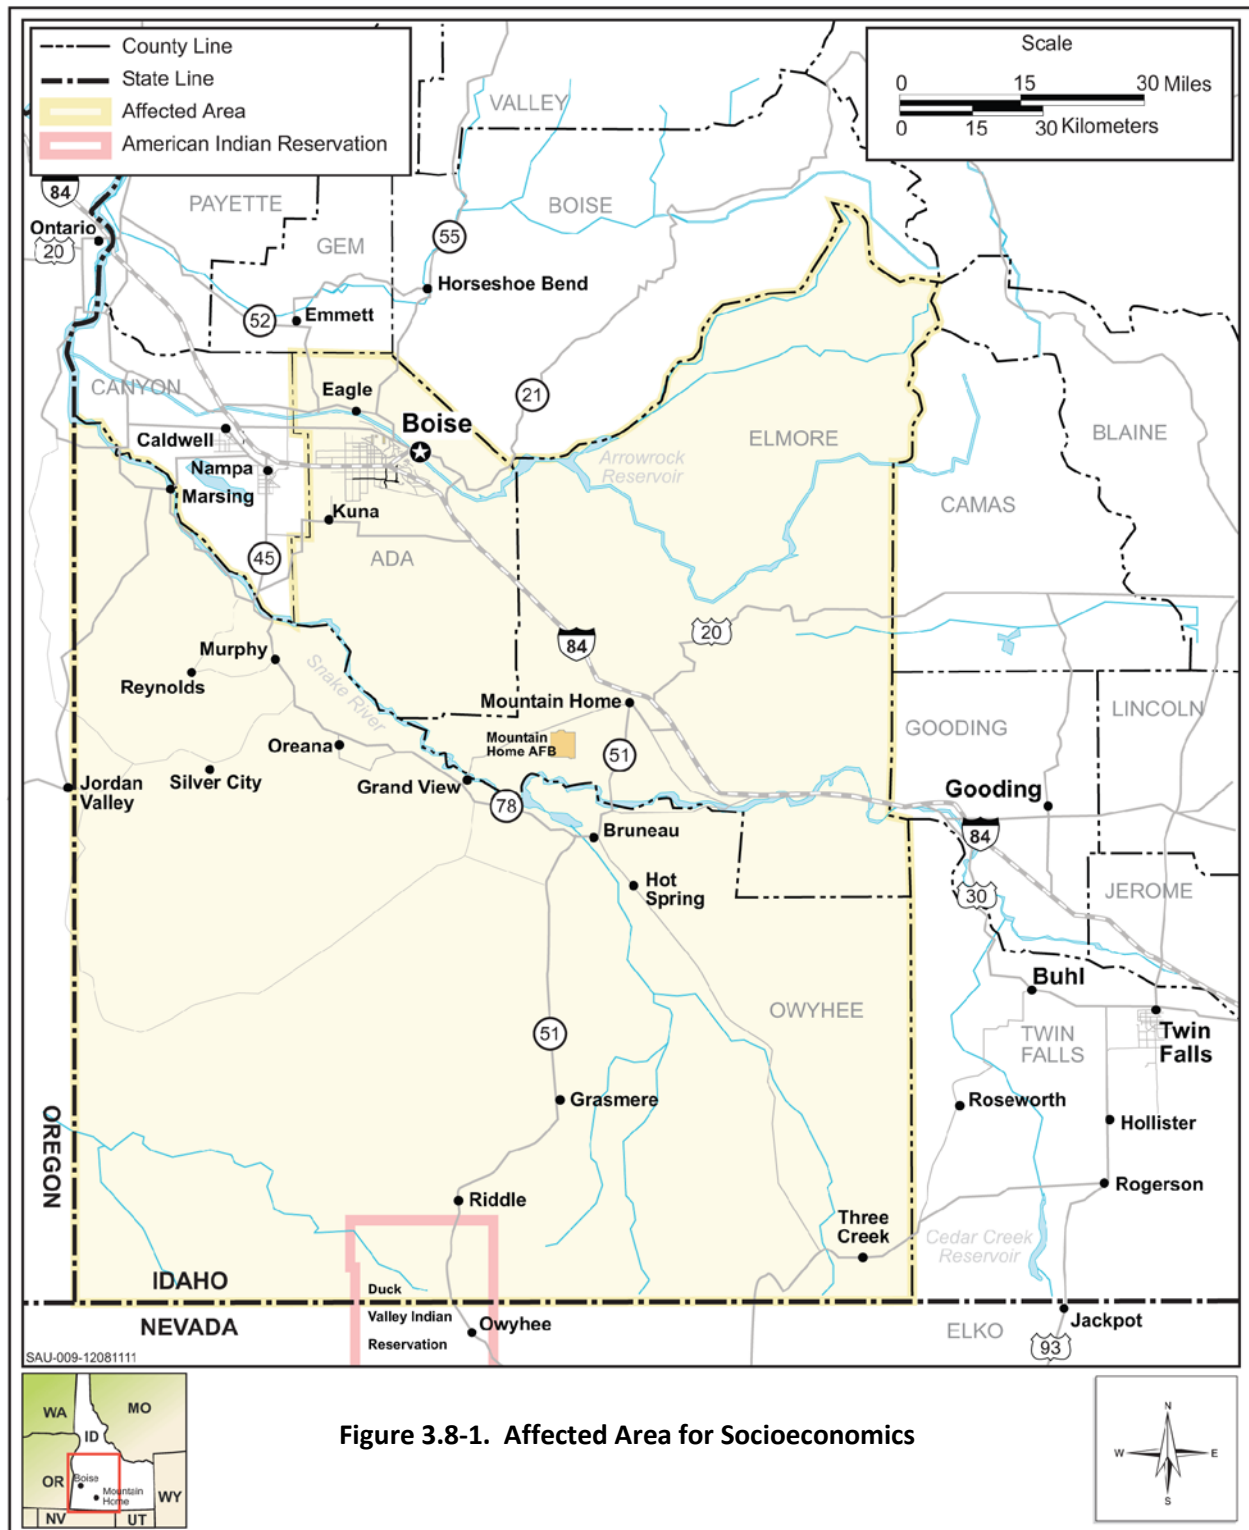 County Line
State Line
Affected Area
American Indian Reservation
Scale
0 15 30 Miles
0 15 30 Kilometers
VALLEY
84
PAYETTE
BOISE
Ontario
20
GEM
55
Horseshoe Bend
52
Emmett
CANYON
Eagle
21
Boise
Caldwell
ELMORE
BLAINE
Nampa
Arrowrock
Reservoir
Marsing
CAMAS
Kuna
45
ADA
20
84
Murphy
Snake River
Reynolds
Mountain Home
LINCOLN
GOODING
Oreana
Mountain
Home AFB
51
Jordan
Valley
Silver City
Grand View
78
Gooding
Bruneau
84
Hot
Spring
30
JEROME
Buhl
OWYHEE
51
TWIN
FALLS
Twin
Falls
Grasmere
Roseworth
Hollister
OREGON
Riddle
Rogerson
Three
Creek
Cedar Creek
Reservoir
IDAHO
Duck
Valley Indian
Reservation
NEVADA
Owyhee
ELKO
Jackpot
93
SAU-009-12081111
WA
MO
ID
OR
Boise
Mountain
Home
WY
NV
UT
Figure 3.8-1. Affected Area for Socioeconomics
N
W E
S